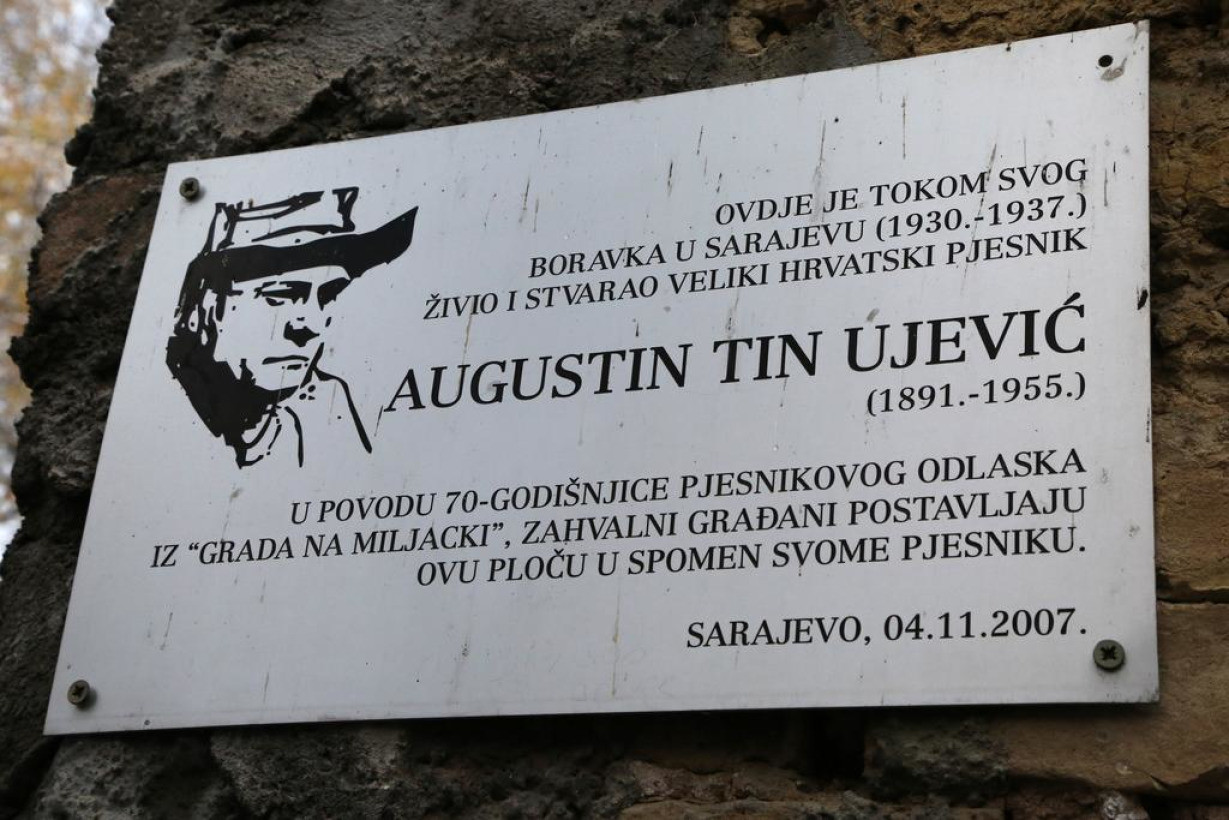 OVDJE JE TOKOM SVOG
BORAVKA U SARAJEVU (1930.-1937.)
ŽIVIO I STVARAO VELIKI HRVATSKI PJESNIK
AUGUSTIN TIN UJEVIĆ
(1891.-1955.)
U POVODU 70-GODIŠNJICE PJESNIKOVOG ODLASKA
IZ “GRADA NA MILJACKI”, ZAHVALNI GRAĐANI POSTAVLJAJU
OVU PLOČU U SPOMEN SVOME PJESNIKU.
SARAJEVO, 04.11.2007.